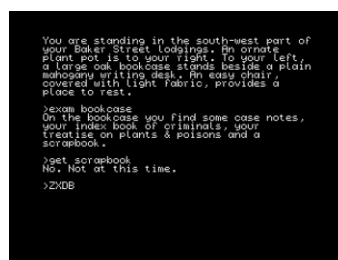 You are standing in the south-west part of
your Baker Street lodgings. An ornate
plant pot is to your right. To your left,
a large oak bookcase stands beside a plain
mahogany writing desk. An easy chair,
covered with light fabric, provides a
place to rest.
>exam bookcase
On the bookcase you find some case notes,
your index book of criminals, your
treatise on plants & poisons and a
scrapbook.
>get scrapbook
No. Not at this time.
>ZXDB